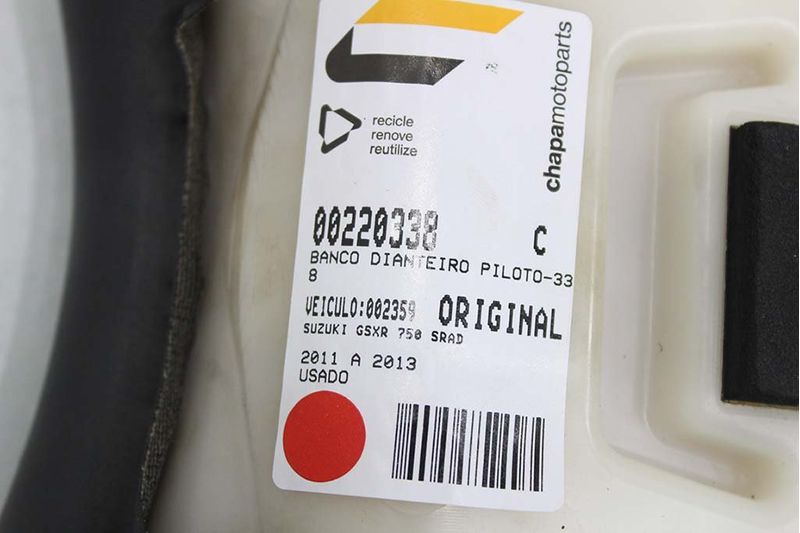 recicle
renove
reutilize
chapamotoparts
00220338 C
BANCO DIANTEIRO PILOTO-33
8
VEICULO:002359 ORIGINAL
SUZUKI GSXR 750 SRAD
2011 A 2013
USADO